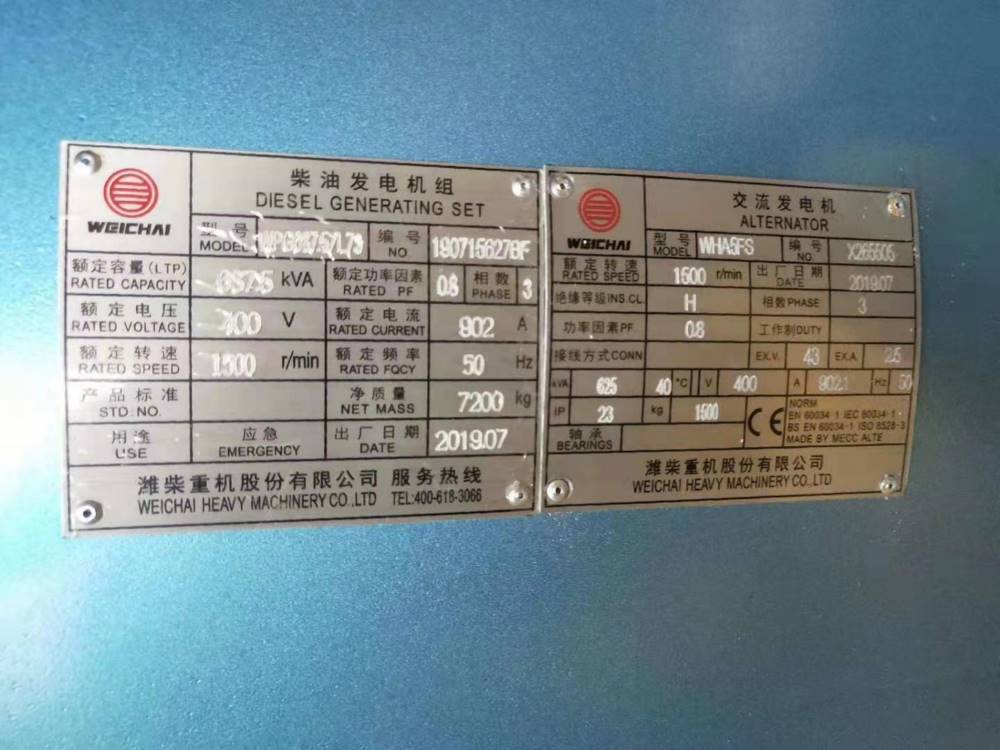 WEICHAI
柴油发电机组
DIESEL GENERATING SET
型号
MODEL
编号
NO
190715627BF
额定容量(LTP)
RATED CAPACITY
kVA
额定功率因素
RATED PF
0.8
相数
PHASE
3
额定电压
RATED VOLTAGE
400
V
额定电流
RATED CURRENT
902
A
额定转速
RATED SPEED
1500
r/min
额定频率
RATED FQCY
50
Hz
产品标准
STD.NO.
净质量
NET MASS
7200
kg
用途
USE
应急
EMERGENCY
出厂日期
DATE
2019.07
潍柴重机股份有限公司 服务热线
WEICHAI HEAVY MACHINERY CO.,LTD TEL:400-618-3066
WEICHAI
交流发电机
ALTERNATOR
型号
MODEL
WHA5FS
编号
NO.
X265505
额定转速
RATED SPEED
1500 r/min
出厂日期
DATE
2019.07
绝缘等级INS.CL.
H
相数PHASE
3
功率因素PF
0.8
工作制DUTY
接线方式CONN
EX.V.
43
EX.A.
2.5
kVA
625
40
°C
V
400
A
902.1
Hz
50
IP
23
kg
1500
CE
NORM
EN 60034-1 IEC 60034-1
BS EN 60034-1 ISO 8528-3
MADE BY MECC ALTE
轴承
BEARINGS
潍柴重机股份有限公司
WEICHAI HEAVY MACHINERY CO.,LTD